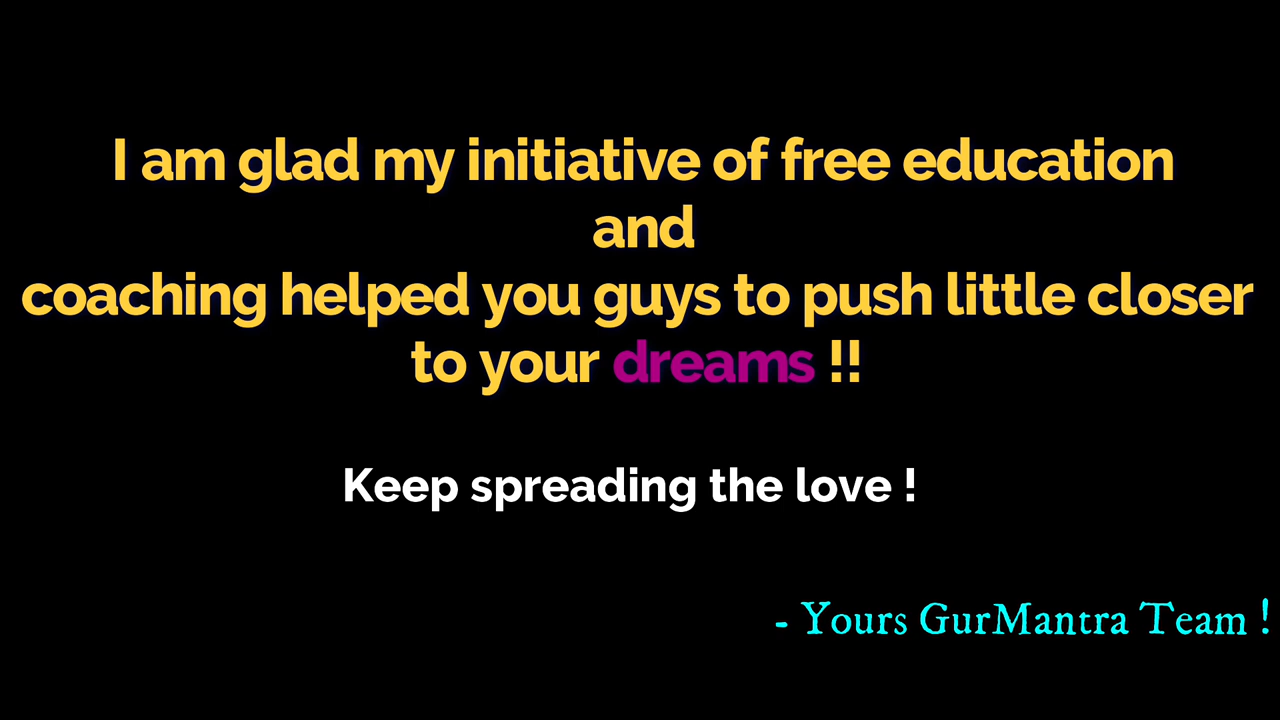 I am glad my initiative of free education
and
coaching helped you guys to push little closer
to your dreams !!
Keep spreading the love !
- Yours GurMantra Team !